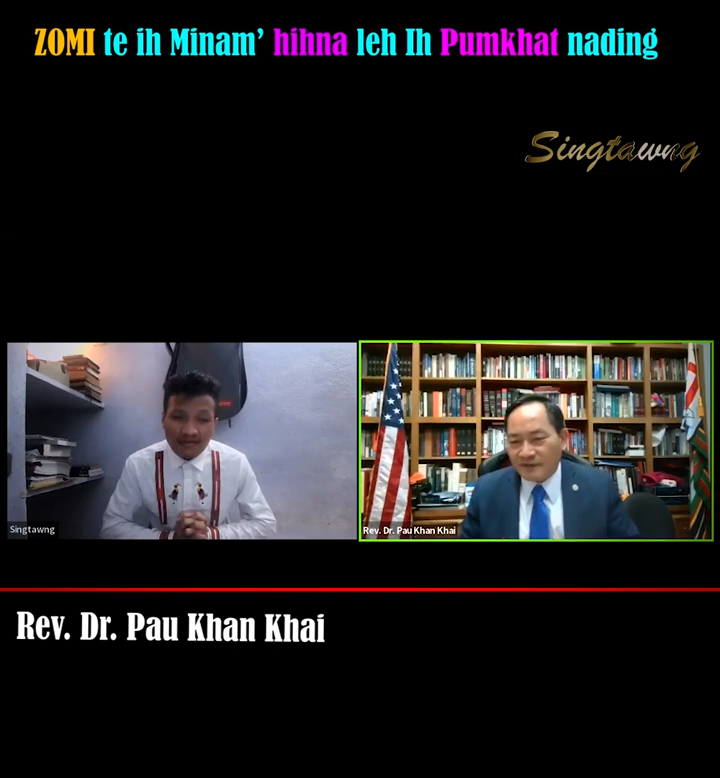 ZOMI te ih Minam' hihna leh Ih Pumkhat nading
Singtawng
Singtawng
Rev. Dr. Pau Khan Khai
Rev. Dr. Pau Khan Khai